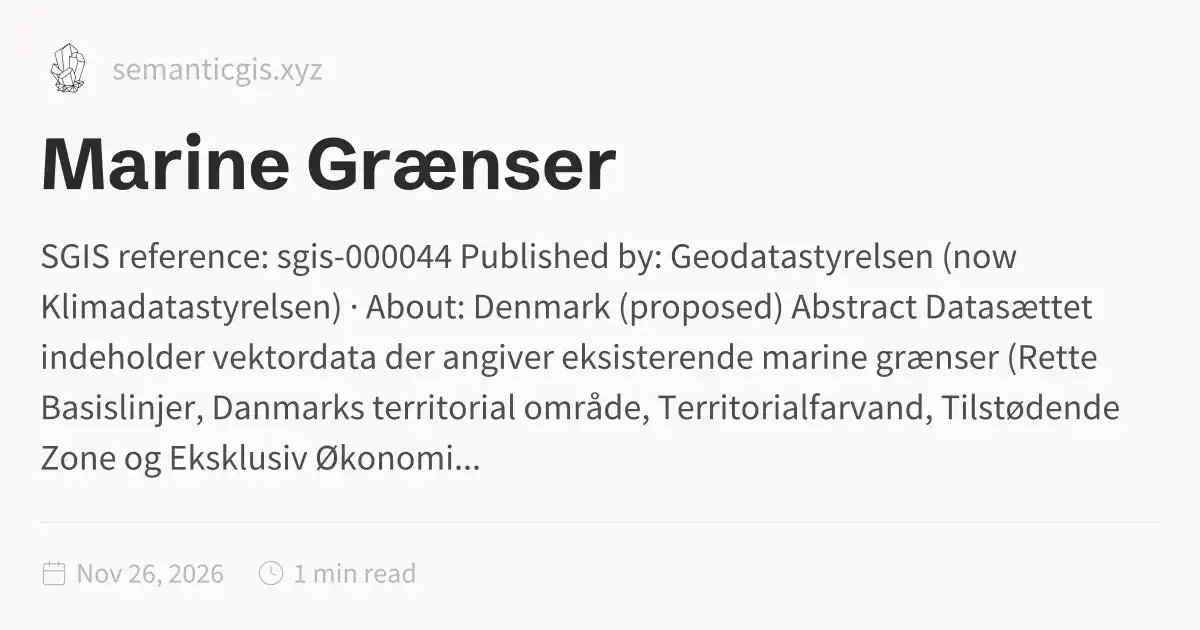 semanticgis.xyz
Marine Grænser
SGIS reference: sgis-000044 Published by: Geodatastyrelsen (now
Klimadatastyrelsen) · About: Denmark (proposed) Abstract Datasættet
indeholder vektordata der angiver eksisterende marine grænser (Rette
Basislinjer, Danmarks territorial område, Territorialfarvand, Tilstødende
Zone og Eksklusiv Økonomi...
Nov 26, 2026 1 min read